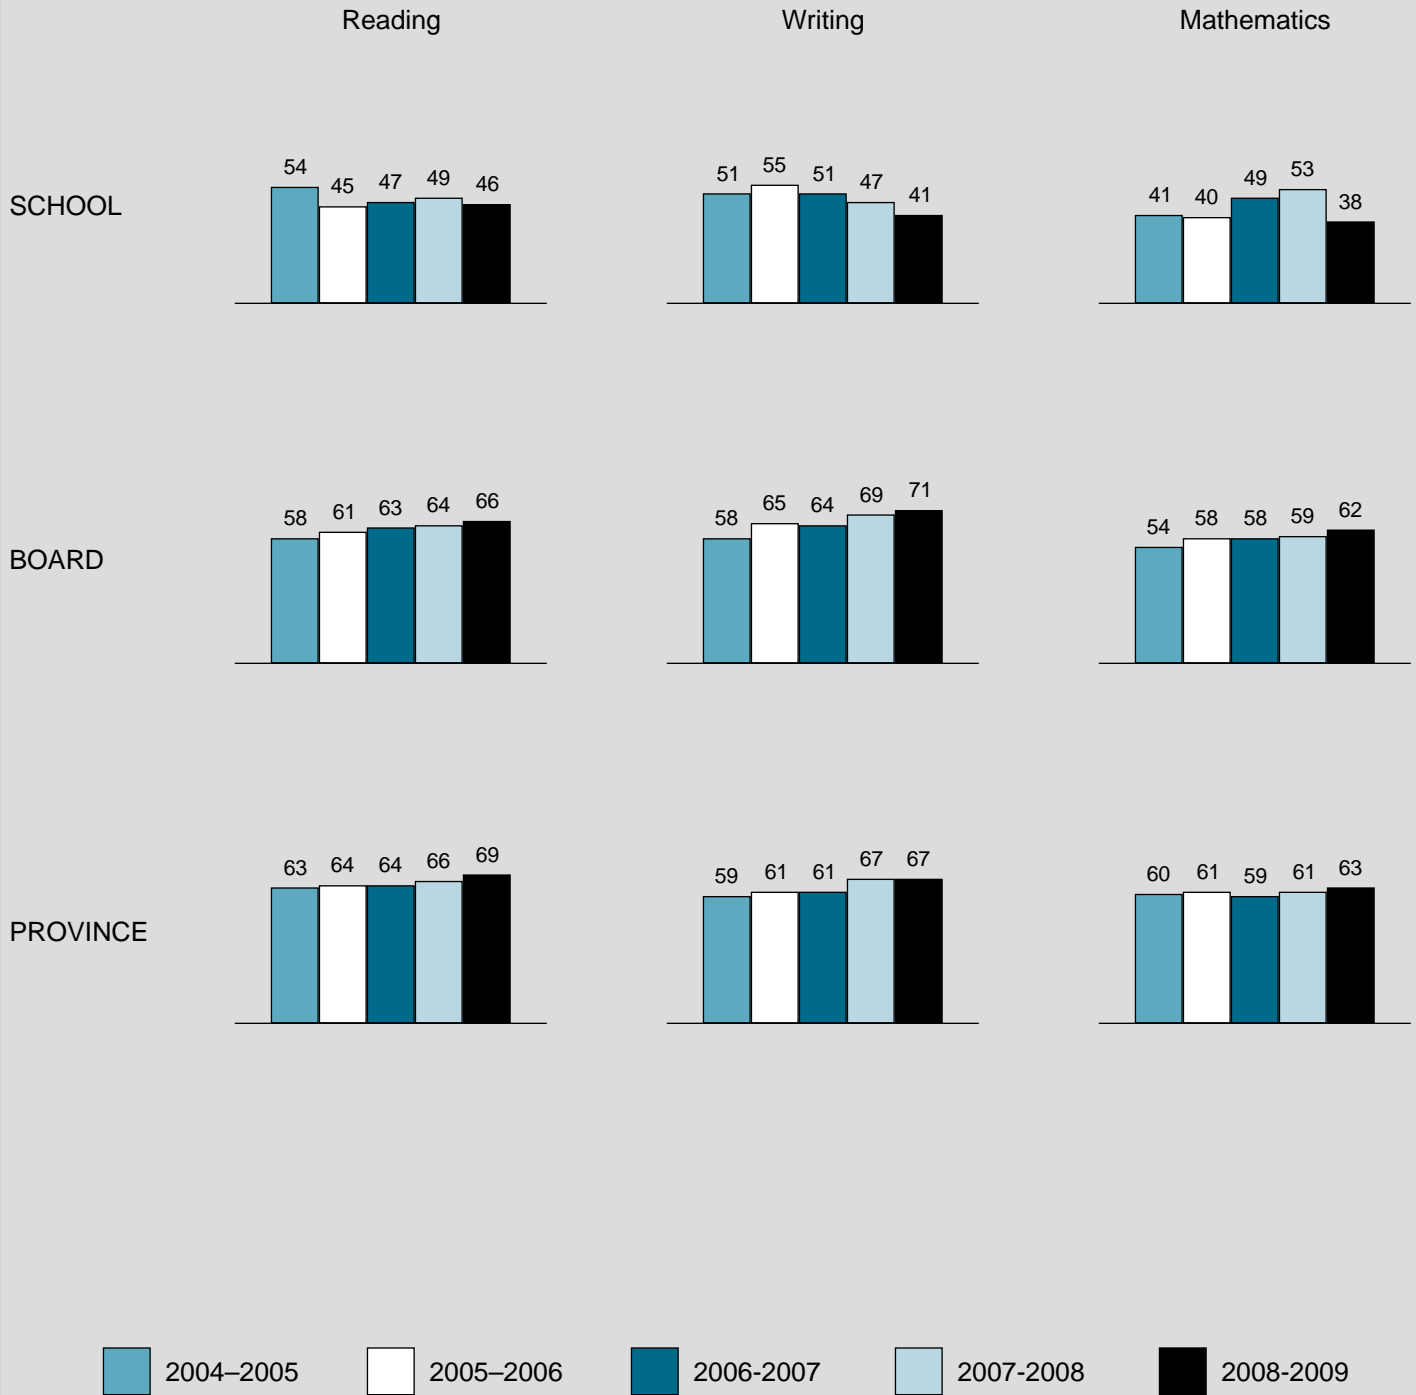 Reading Writing Mathematics
54 45 47 49 46 51 55 51 47 41 41 40 49 53 38
SCHOOL
58 61 63 64 66 58 65 64 69 71 54 58 58 59 62
BOARD
63 64 64 66 69 59 61 61 67 67 60 61 59 61 63
PROVINCE
2004–2005 2005–2006 2006-2007 2007-2008 2008-2009